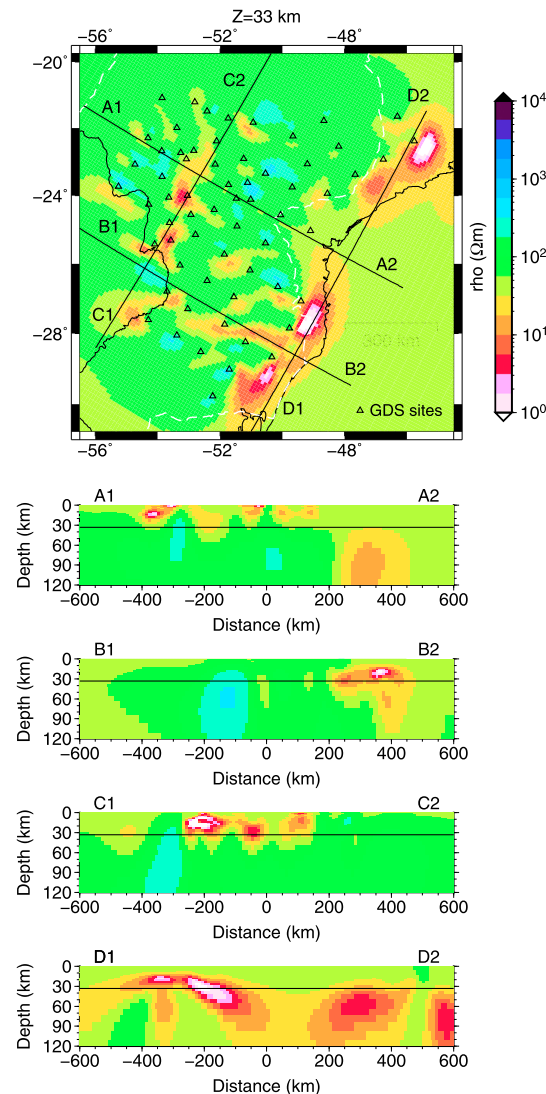 Z=33 km
−56° −52° −48°
−20°
−24°
−28°
A1
C2
D2
B1
A2
C1
300 km
B2
D1
GDS sites
−56° −52° −48°
10⁴
10³
10²
10¹
10⁰
rho (Ωm)
A1 A2
0
30
60
90
120
Depth (km)
−600 −400 −200 0 200 400 600
Distance (km)
B1 B2
0
30
60
90
120
Depth (km)
−600 −400 −200 0 200 400 600
Distance (km)
C1 C2
0
30
60
90
120
Depth (km)
−600 −400 −200 0 200 400 600
Distance (km)
D1 D2
0
30
60
90
120
Depth (km)
−600 −400 −200 0 200 400 600
Distance (km)